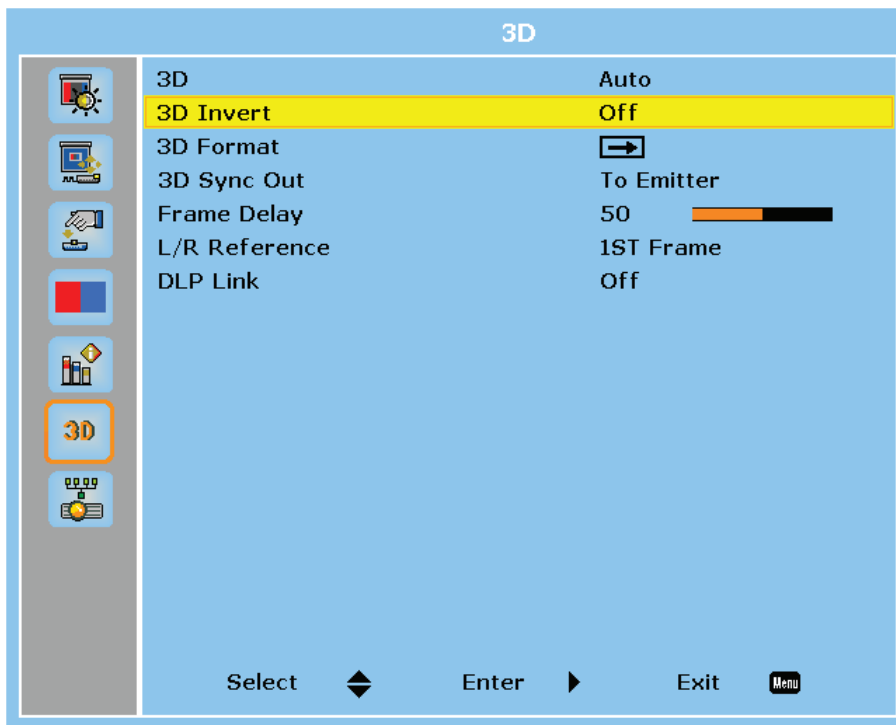 3D
3D Auto
3D Invert Off
3D Format
3D Sync Out To Emitter
Frame Delay 50
L/R Reference 1ST Frame
DLP Link Off
3D
Select Enter Exit Menu